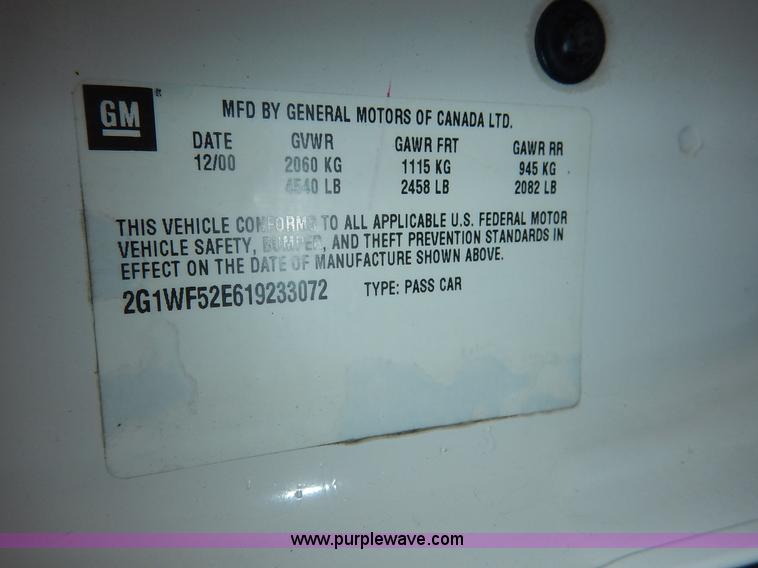 GM ®
MFD BY GENERAL MOTORS OF CANADA LTD.
DATE GVWR GAWR FRT GAWR RR
12/00 2060 KG 1115 KG 945 KG
4540 LB 2458 LB 2082 LB
THIS VEHICLE CONFORMS TO ALL APPLICABLE U.S. FEDERAL MOTOR
VEHICLE SAFETY, BUMPER, AND THEFT PREVENTION STANDARDS IN
EFFECT ON THE DATE OF MANUFACTURE SHOWN ABOVE.
2G1WF52E619233072 TYPE: PASS CAR
www.purplewave.com